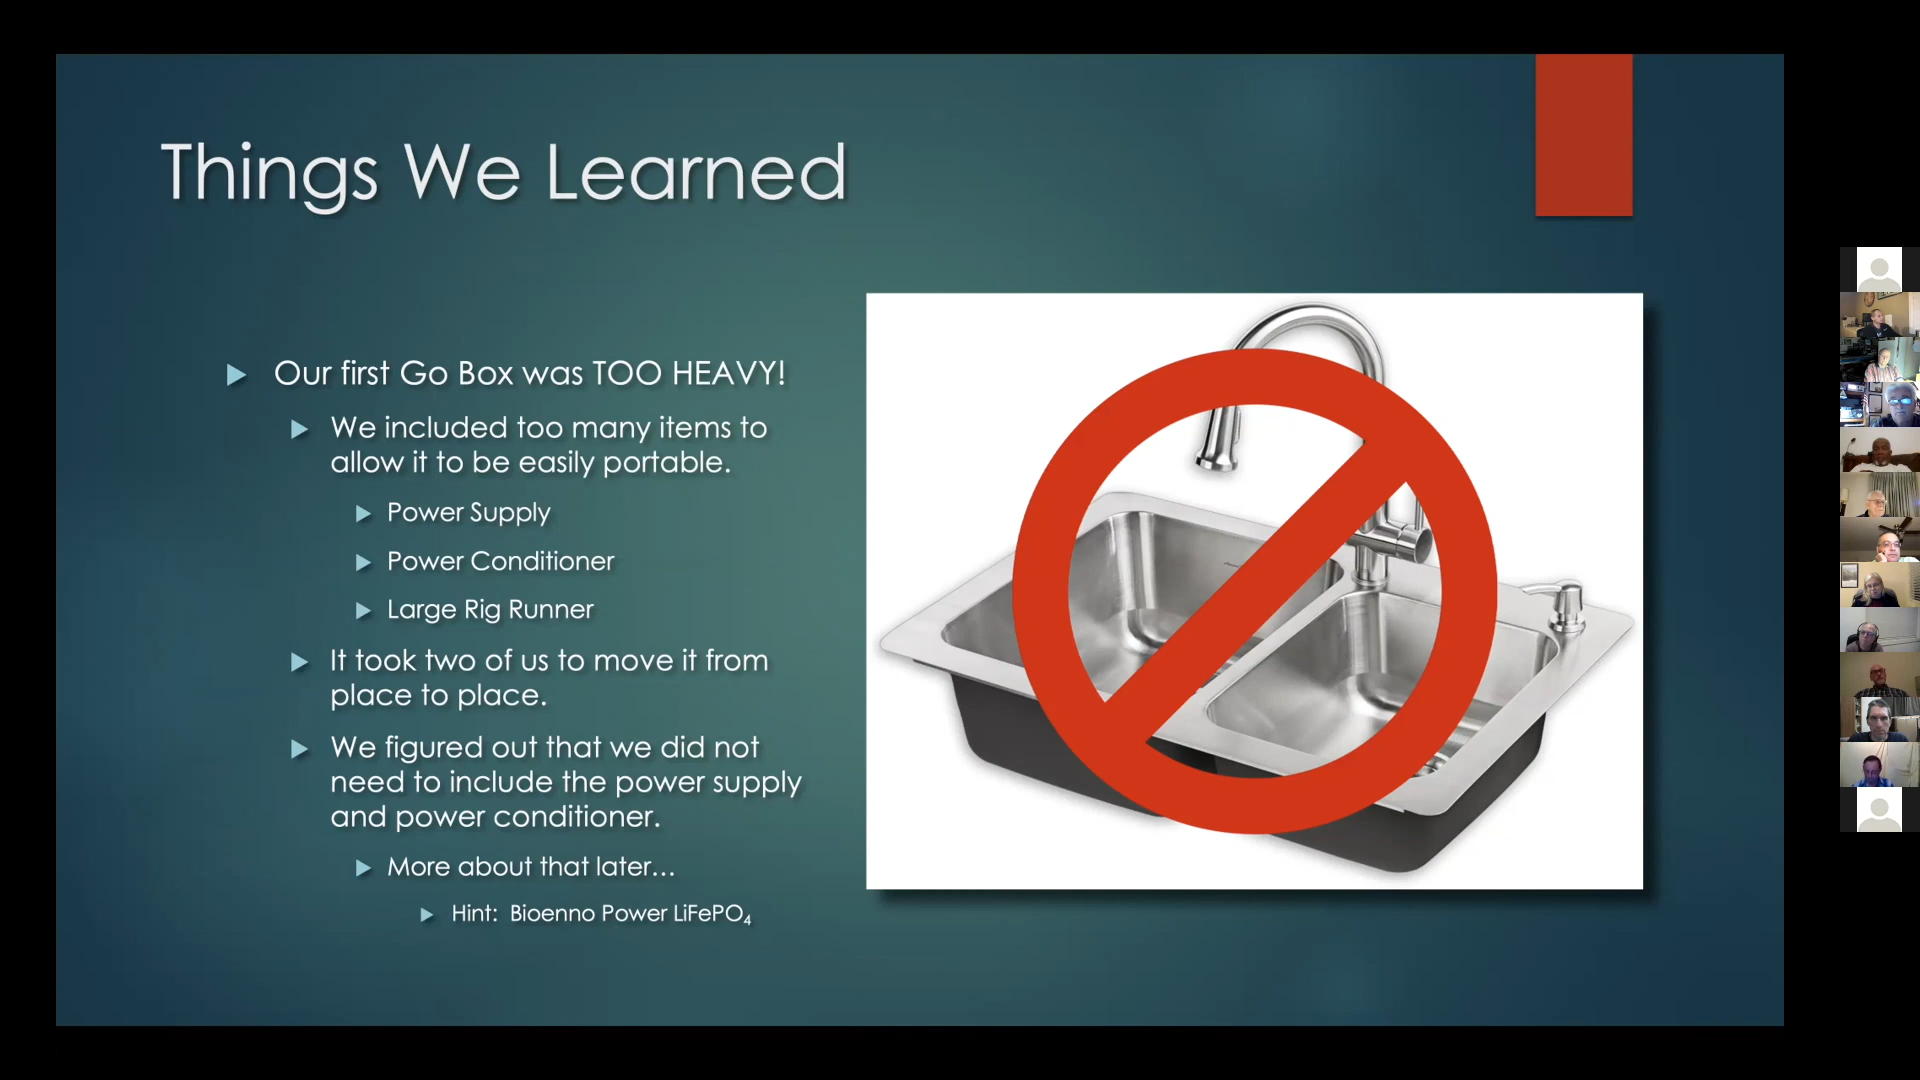 Things We Learned
Our first Go Box was TOO HEAVY!
We included too many items to
allow it to be easily portable.
Power Supply
Power Conditioner
Large Rig Runner
It took two of us to move it from
place to place.
We figured out that we did not
need to include the power supply
and power conditioner.
More about that later...
Hint:  Bioenno Power LiFePO₄